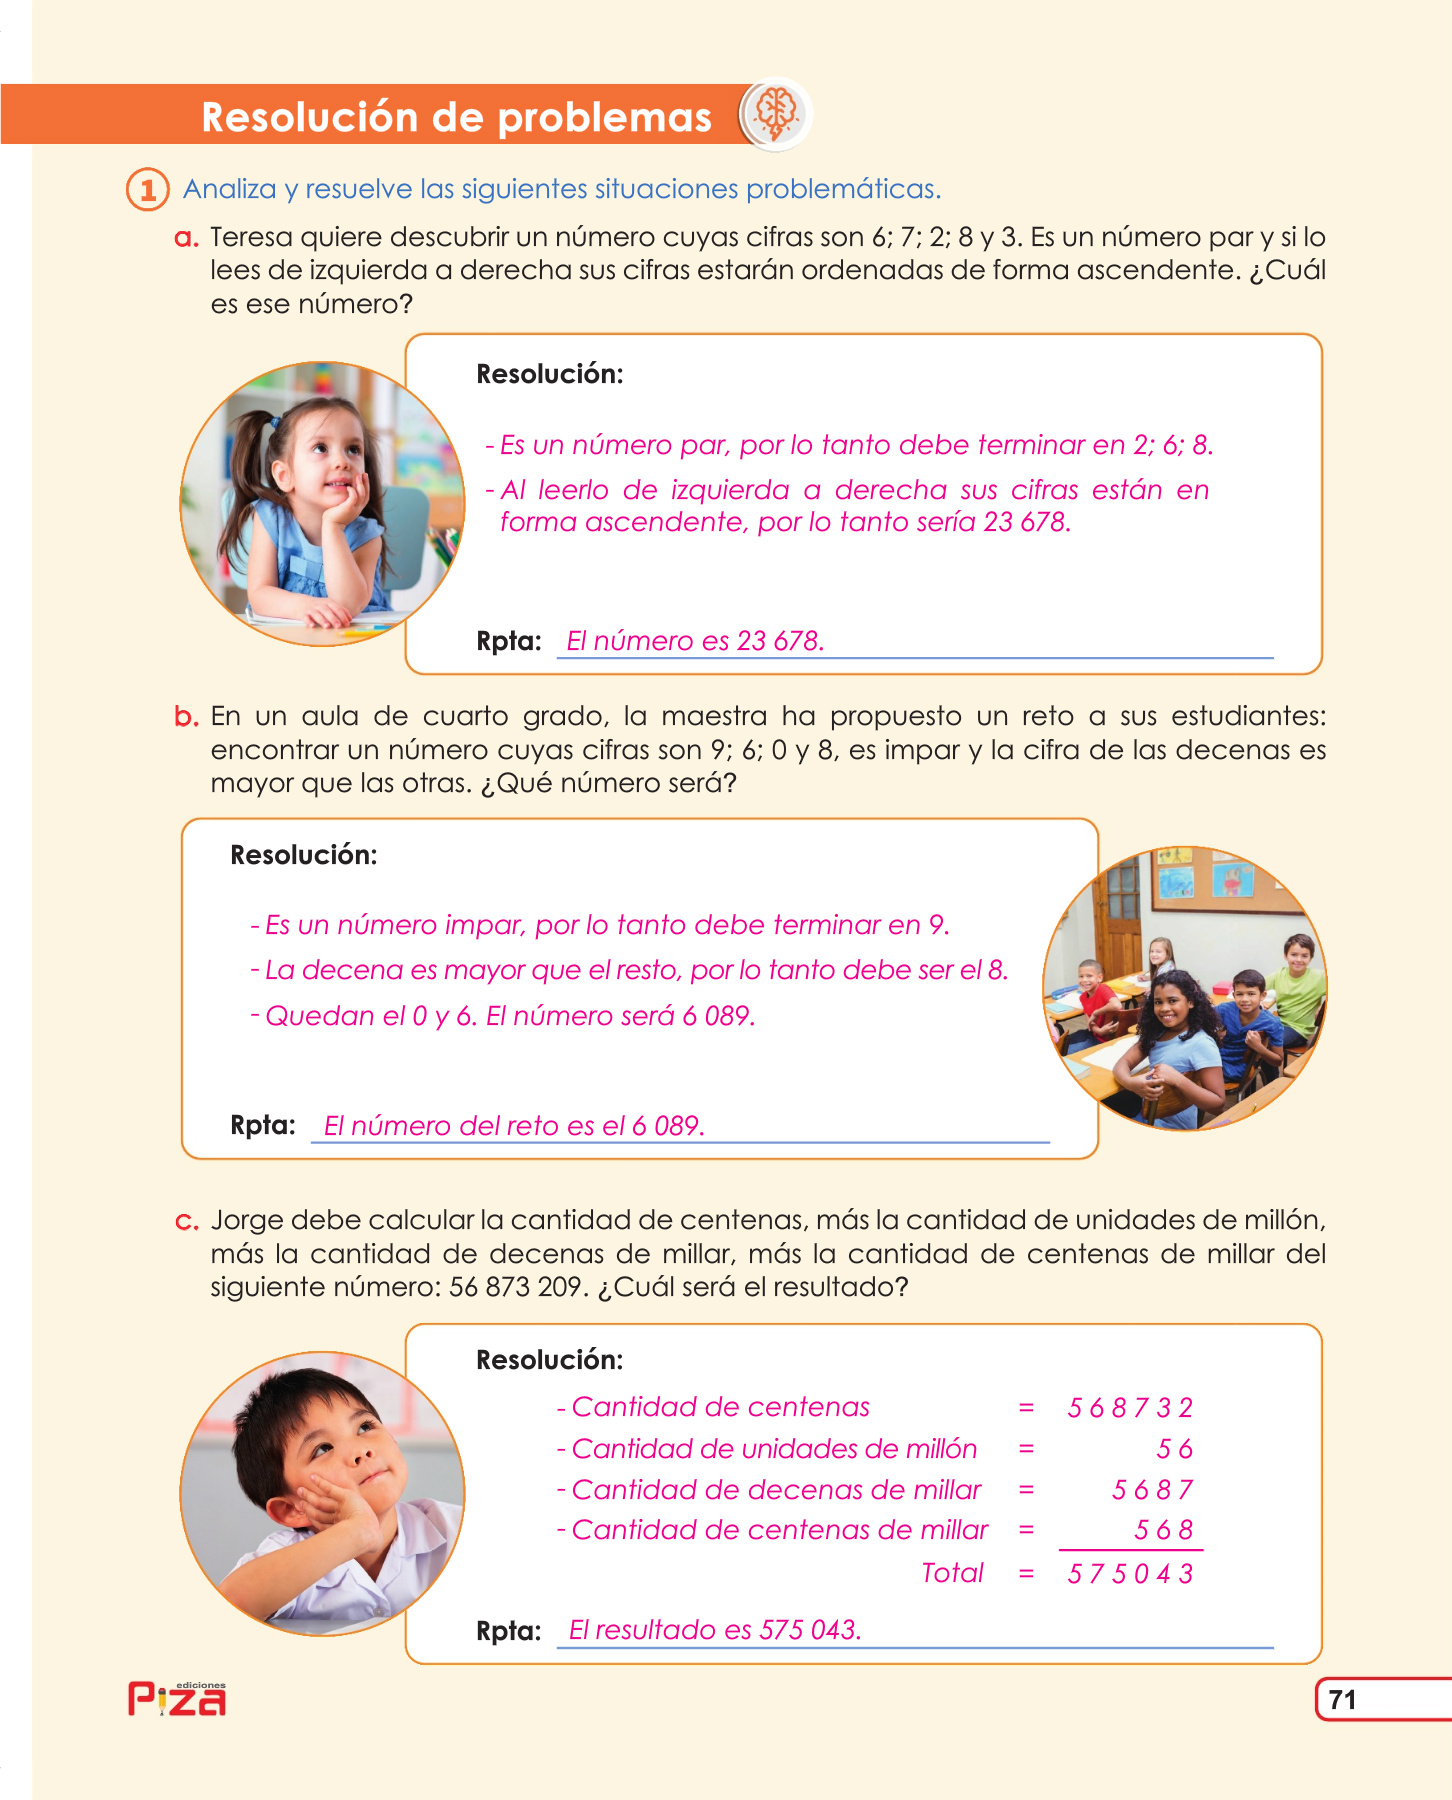 Resolución de problemas
1 Analiza y resuelve las siguientes situaciones problemáticas.
a. Teresa quiere descubrir un número cuyas cifras son 6; 7; 2; 8 y 3. Es un número par y si lo
lees de izquierda a derecha sus cifras estarán ordenadas de forma ascendente. ¿Cuál
es ese número?
Resolución:
- Es un número par, por lo tanto debe terminar en 2; 6; 8.
- Al leerlo de izquierda a derecha sus cifras están en
forma ascendente, por lo tanto sería 23 678.
Rpta: El número es 23 678.
b. En un aula de cuarto grado, la maestra ha propuesto un reto a sus estudiantes:
encontrar un número cuyas cifras son 9; 6; 0 y 8, es impar y la cifra de las decenas es
mayor que las otras. ¿Qué número será?
Resolución:
- Es un número impar, por lo tanto debe terminar en 9.
- La decena es mayor que el resto, por lo tanto debe ser el 8.
- Quedan el 0 y 6. El número será 6 089.
Rpta: El número del reto es el 6 089.
c. Jorge debe calcular la cantidad de centenas, más la cantidad de unidades de millón,
más la cantidad de decenas de millar, más la cantidad de centenas de millar del
siguiente número: 56 873 209. ¿Cuál será el resultado?
Resolución:
- Cantidad de centenas = 5 6 8 7 3 2
- Cantidad de unidades de millón = 5 6
- Cantidad de decenas de millar = 5 6 8 7
- Cantidad de centenas de millar = 5 6 8
Total = 5 7 5 0 4 3
Rpta: El resultado es 575 043.
ediciones
Piza
71